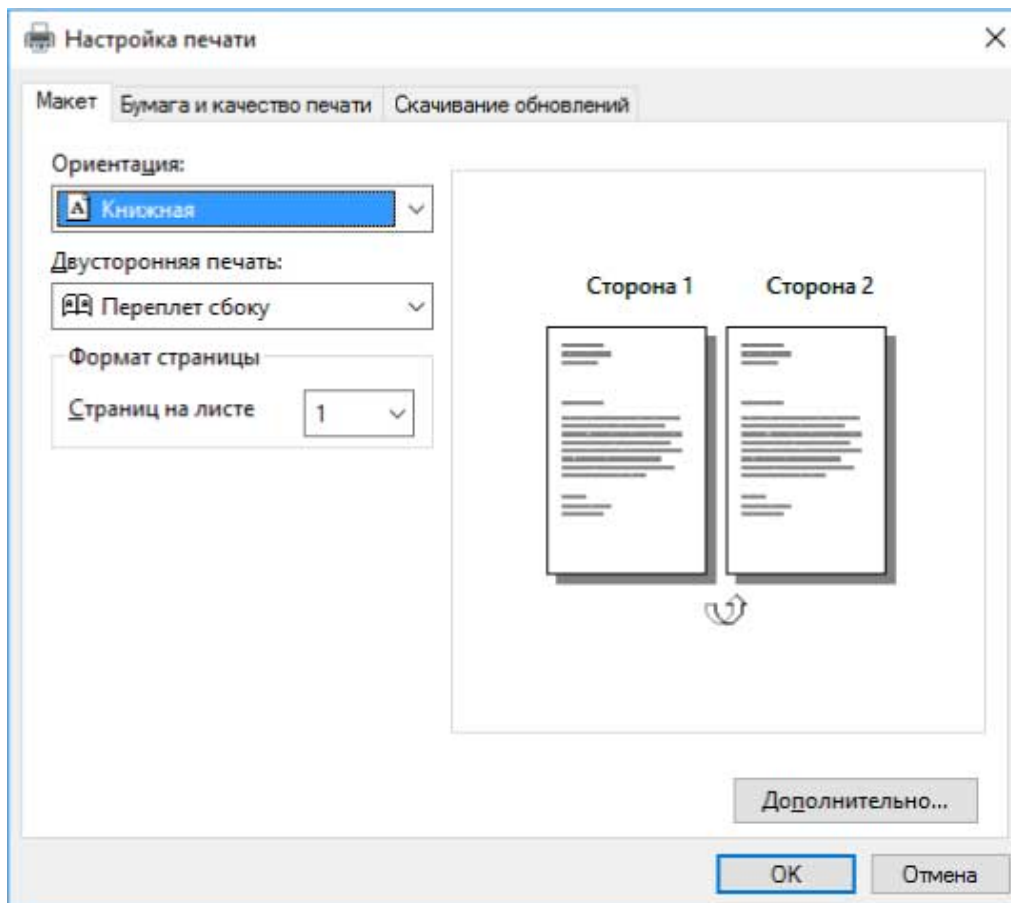 Настройка печати
Макет
Бумага и качество печати
Скачивание обновлений
Ориентация:
Книжная
Двусторонняя печать:
Переплет сбоку
Формат страницы
Страниц на листе
1
Сторона 1
Сторона 2
Дополнительно...
OK
Отмена